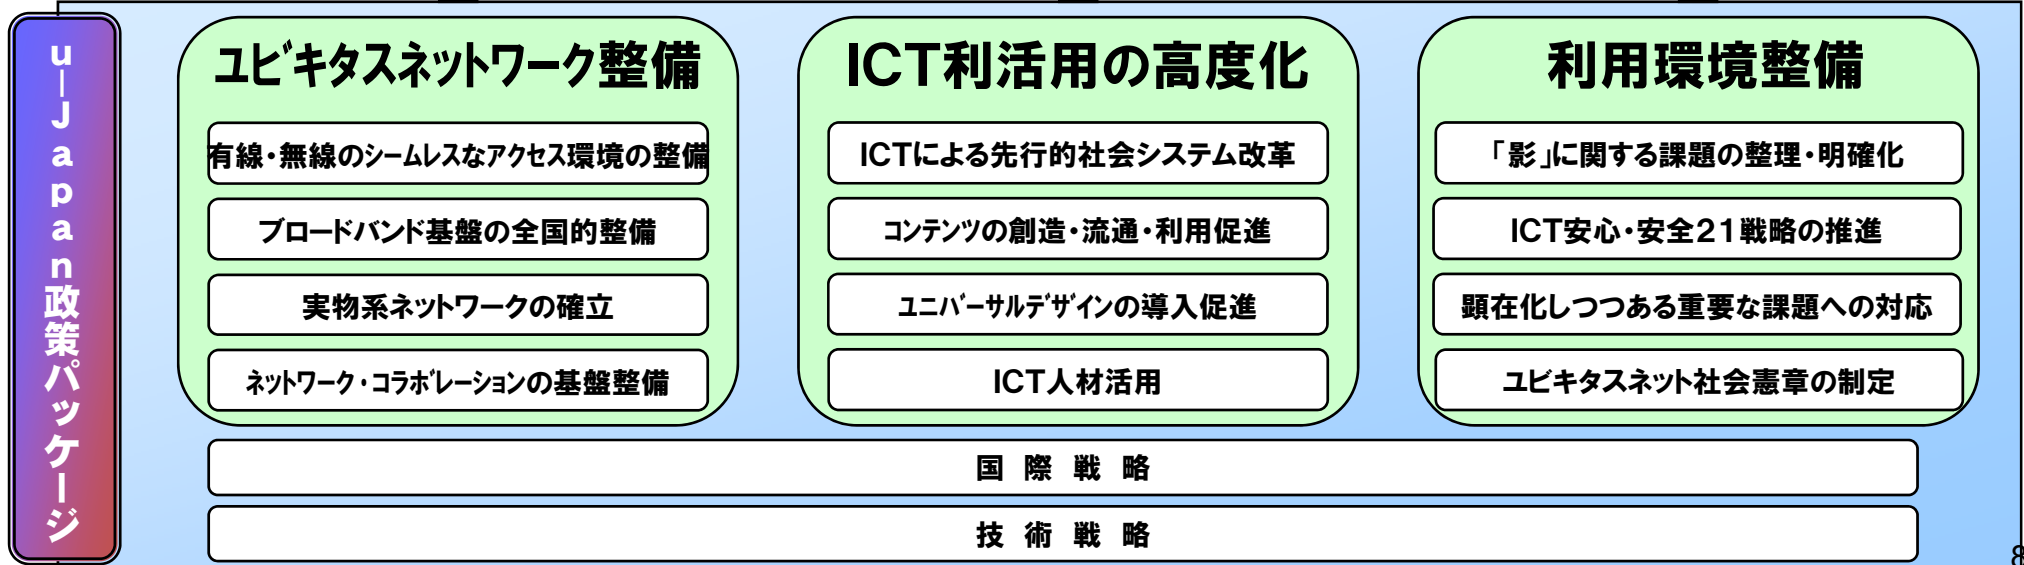 u-Japan政策パッケージ
ユビキタスネットワーク整備
有線・無線のシームレスなアクセス環境の整備
ブロードバンド基盤の全国的整備
実物系ネットワークの確立
ネットワーク・コラボレーションの基盤整備
ICT利活用の高度化
ICTによる先行的社会システム改革
コンテンツの創造・流通・利用促進
ユニバーサルデザインの導入促進
ICT人材活用
利用環境整備
「影」に関する課題の整理・明確化
ICT安心・安全21戦略の推進
顕在化しつつある重要な課題への対応
ユビキタスネット社会憲章の制定
国際戦略
技術戦略
8